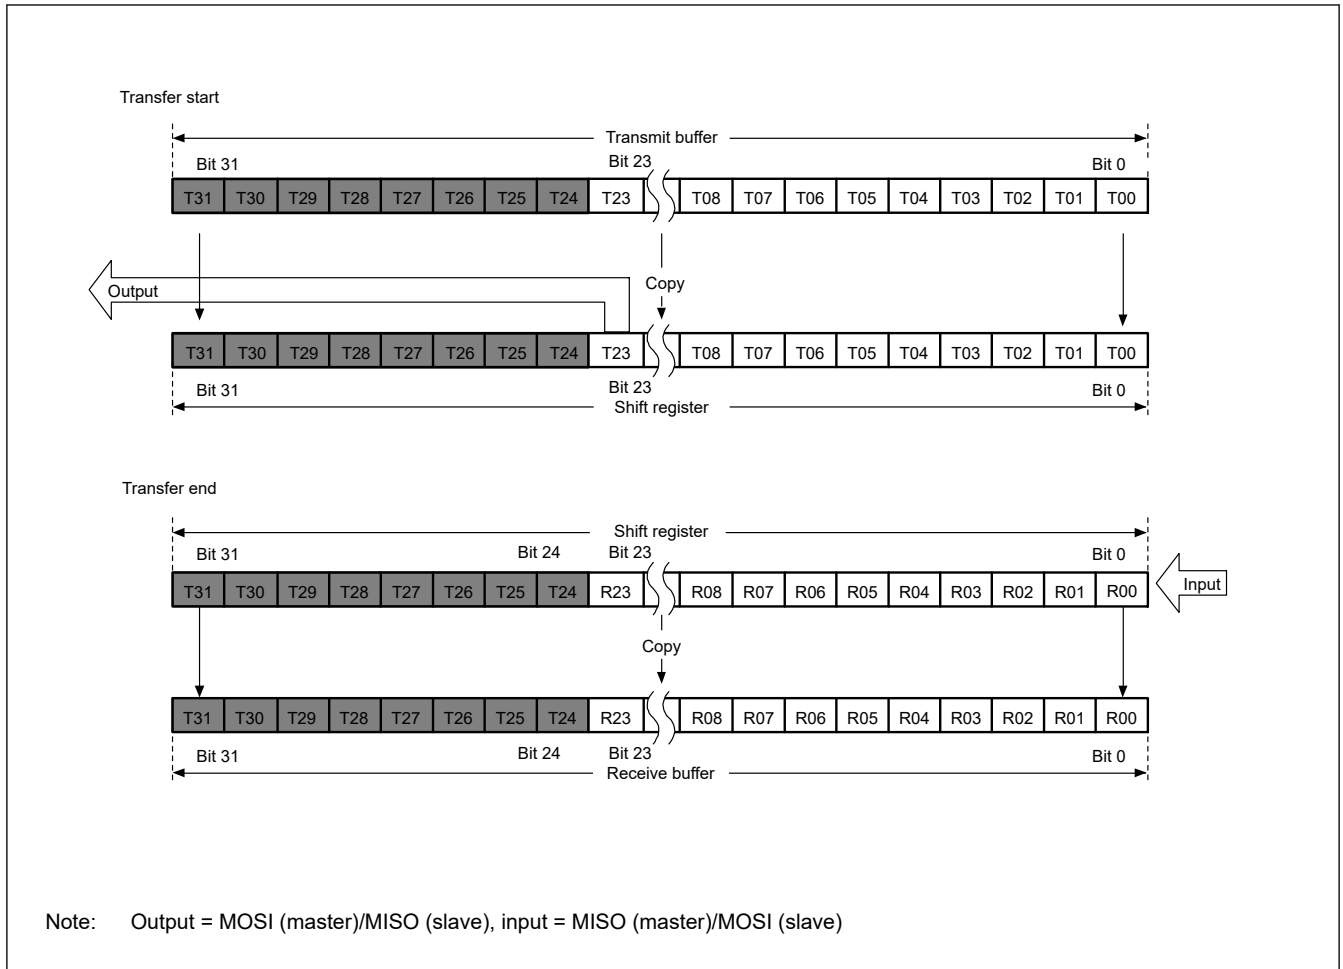 Transfer start
Transmit buffer
Bit 31 Bit 23 Bit 0
T31 T30 T29 T28 T27 T26 T25 T24 T23 T08 T07 T06 T05 T04 T03 T02 T01 T00
Copy
Output
T31 T30 T29 T28 T27 T26 T25 T24 T23 T08 T07 T06 T05 T04 T03 T02 T01 T00
Bit 31 Bit 23 Bit 0
Shift register
Transfer end
Shift register
Bit 31 Bit 24 Bit 23 Bit 0
T31 T30 T29 T28 T27 T26 T25 T24 R23 R08 R07 R06 R05 R04 R03 R02 R01 R00 Input
Copy
T31 T30 T29 T28 T27 T26 T25 T24 R23 R08 R07 R06 R05 R04 R03 R02 R01 R00
Bit 31 Bit 24 Bit 23 Bit 0
Receive buffer
Note: Output = MOSI (master)/MISO (slave), input = MISO (master)/MOSI (slave)